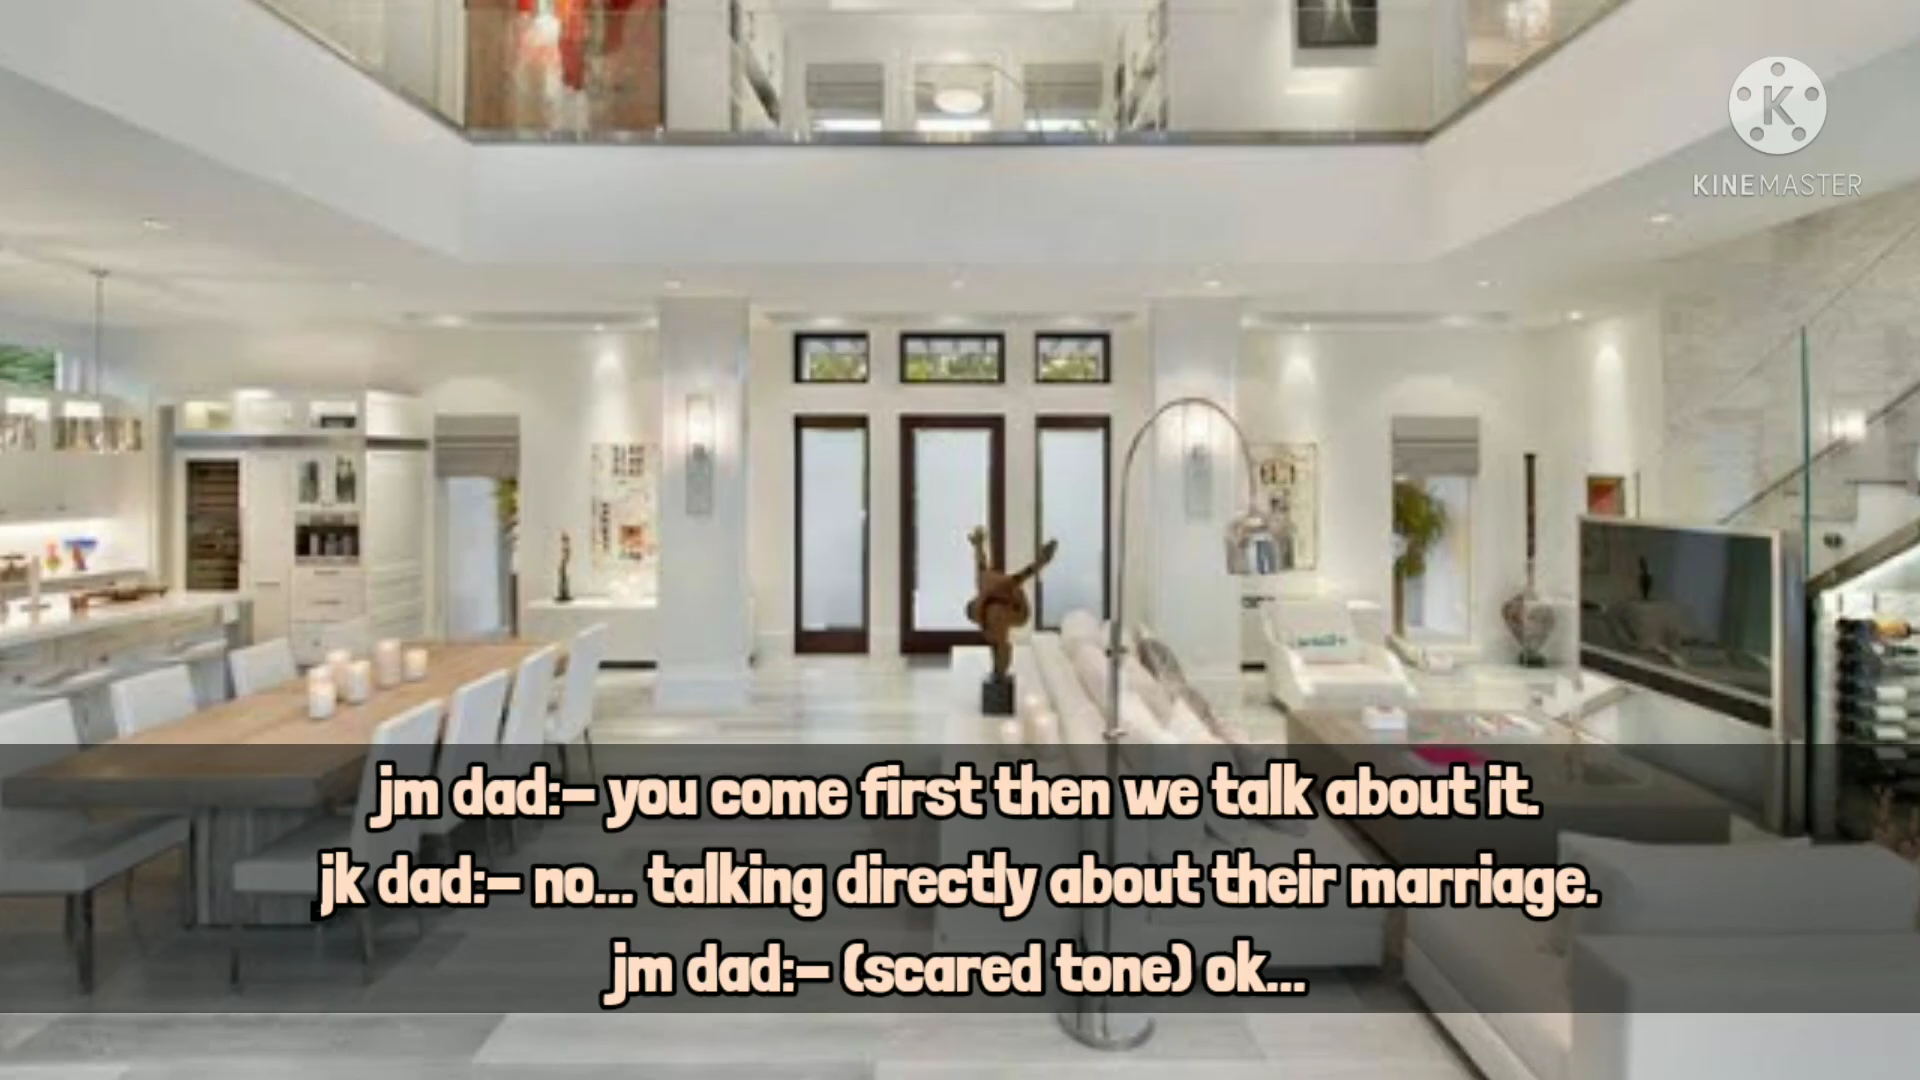 KINEMASTER
jm dad:- you come first then we talk about it.
jk dad:- no... talking directly about their marriage.
jm dad:- (scared tone) ok...